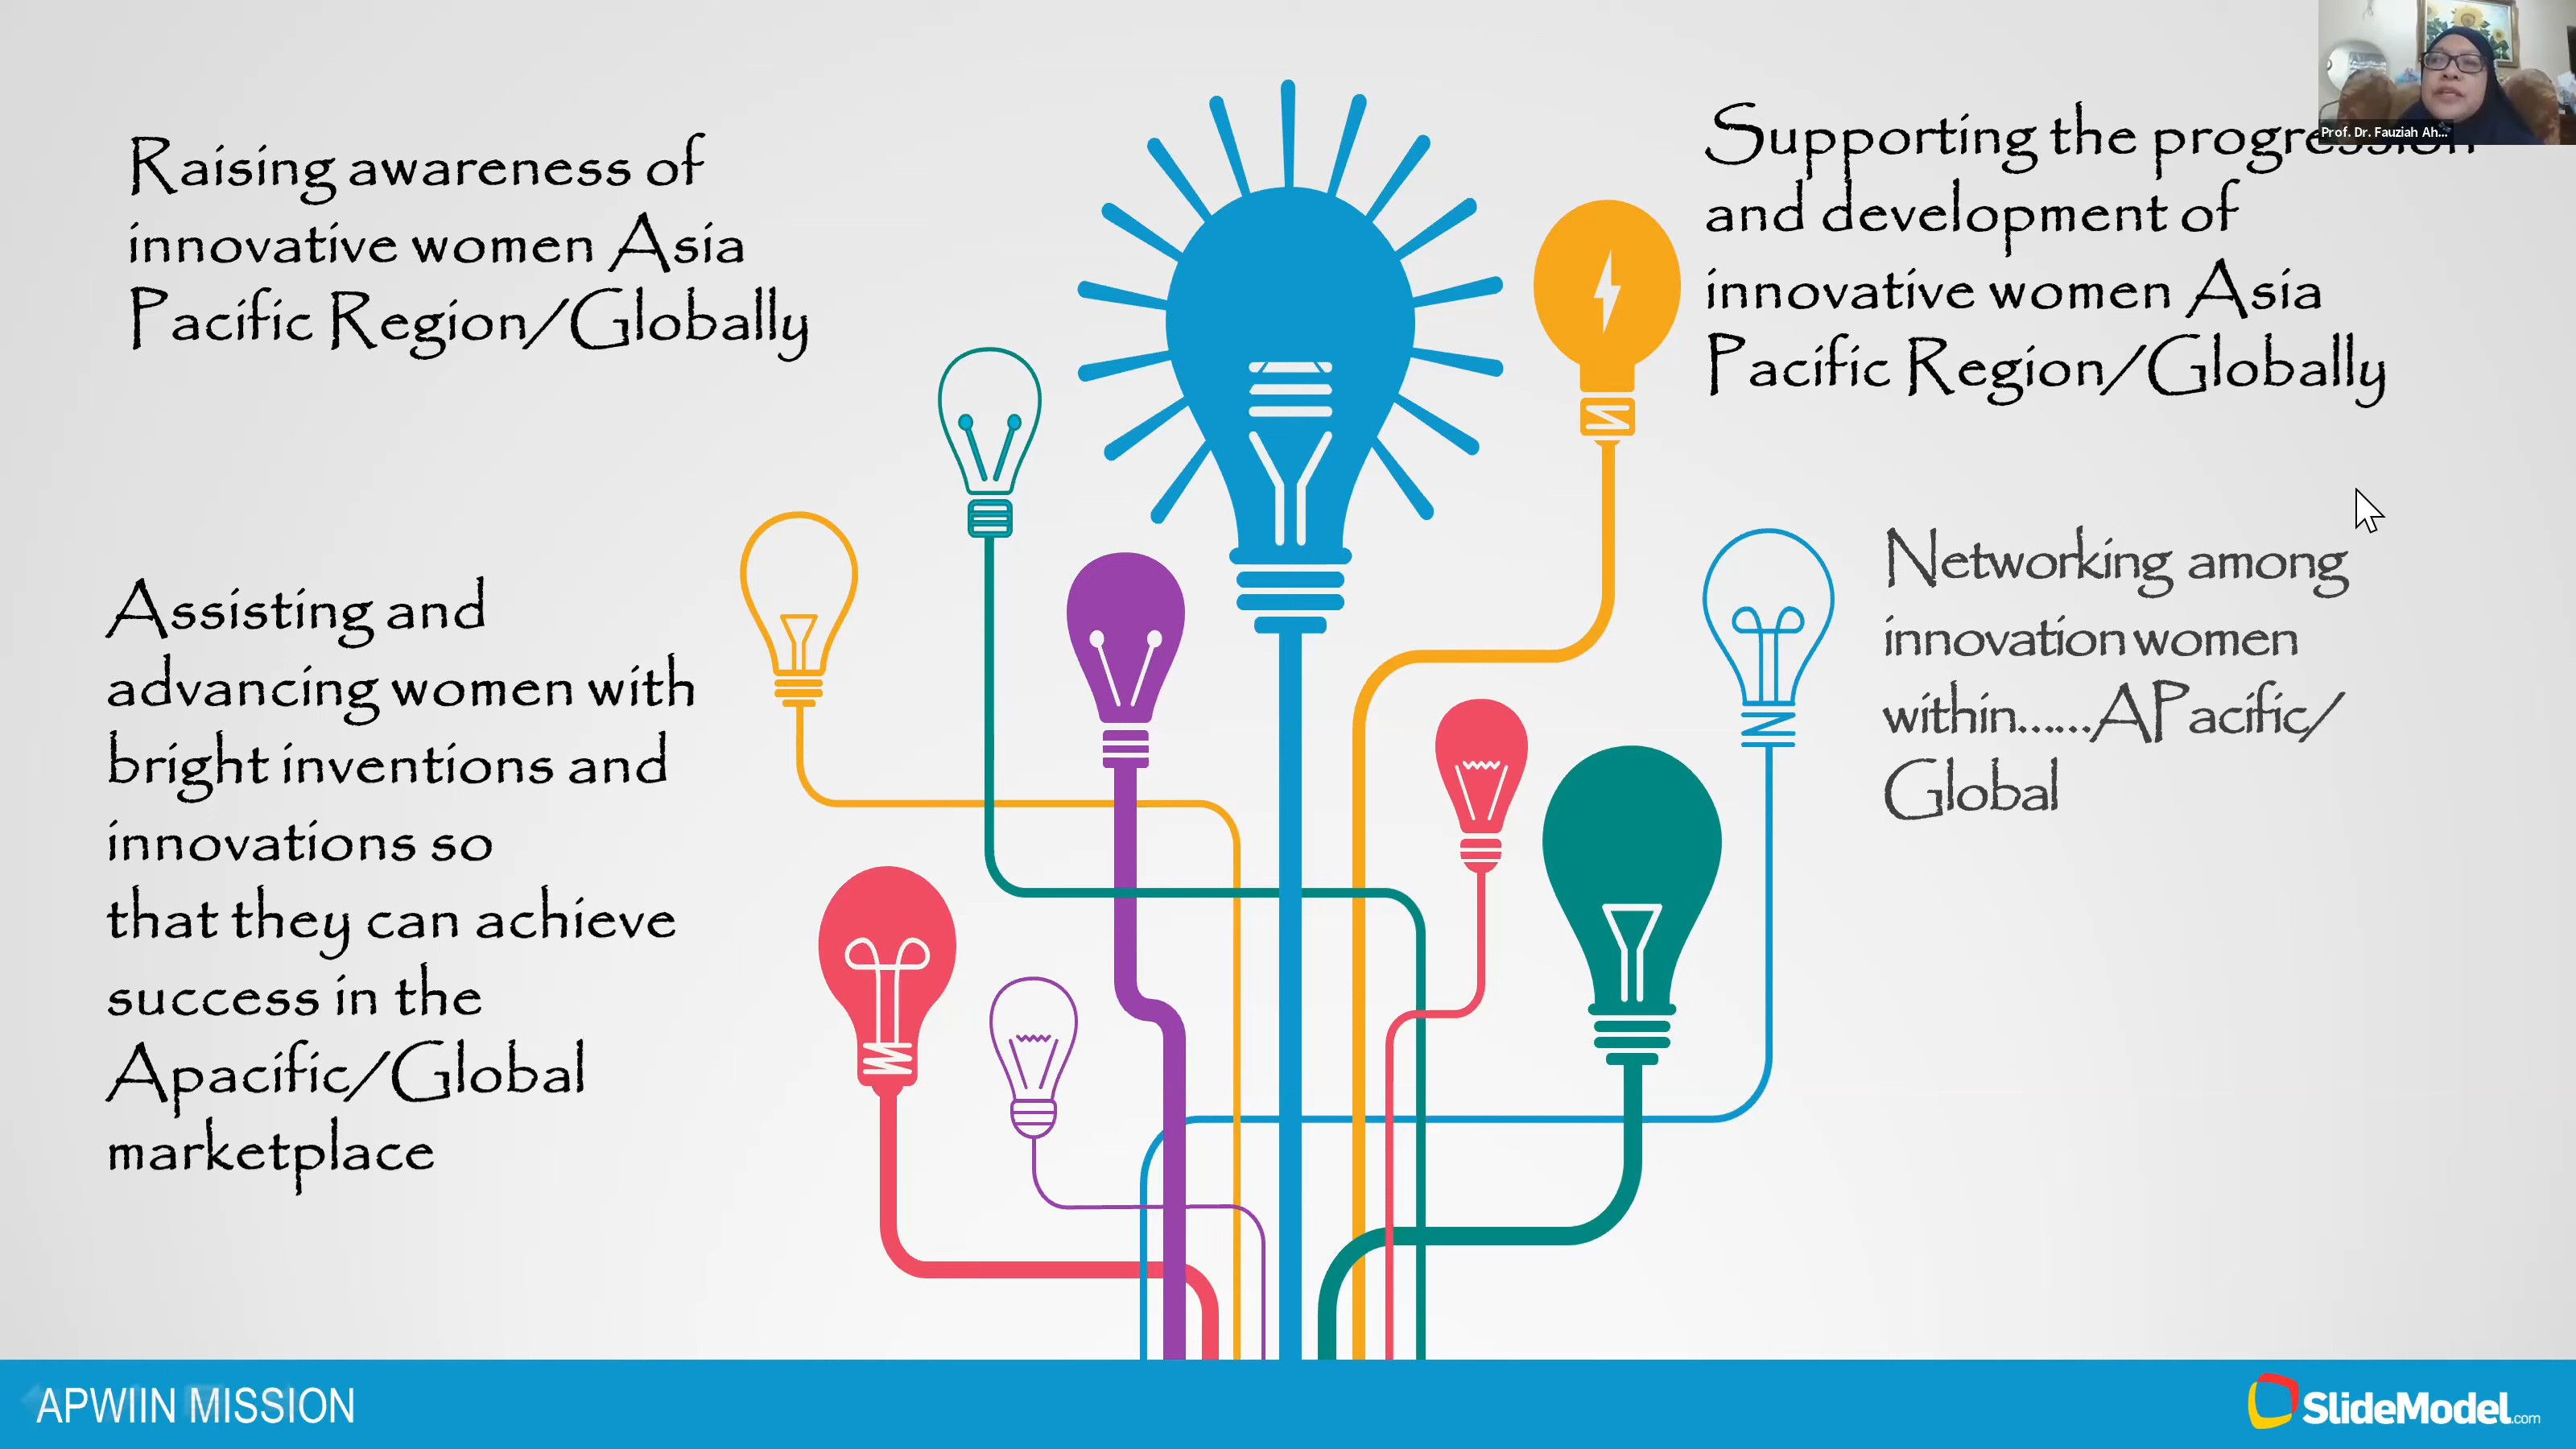 Raising awareness of
innovative women Asia
Pacific Region/Globally
Assisting and
advancing women with
bright inventions and
innovations so
that they can achieve
success in the
Apacific/Global
marketplace
Supporting the progression
and development of
innovative women Asia
Pacific Region/Globally
Networking among
innovation women
within......APacific/
Global
Prof. Dr. Fauziah Ah...
APWIIN MISSION
SlideModel.com